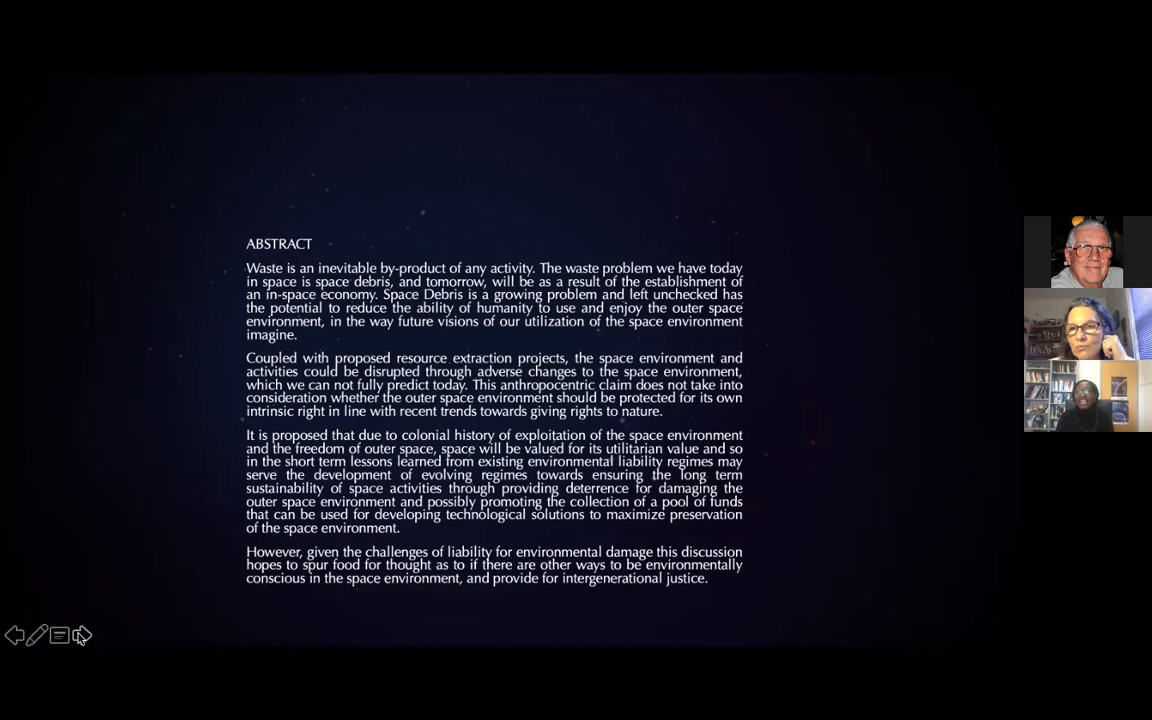 ABSTRACT
Waste is an inevitable by-product of any activity. The waste problem we have today
in space is space debris, and tomorrow, will be as a result of the establishment of
an in-space economy. Space Debris is a growing problem and left unchecked has
the potential to reduce the ability of humanity to use and enjoy the outer space
environment, in the way future visions of our utilization of the space environment
imagine.
Coupled with proposed resource extraction projects, the space environment and
activities could be disrupted through adverse changes to the space environment,
which we can not fully predict today. This anthropocentric claim does not take into
consideration whether the outer space environment should be protected for its own
intrinsic right in line with recent trends towards giving rights to nature.
It is proposed that due to colonial history of exploitation of the space environment
and the freedom of outer space, space will be valued for its utilitarian value and so
in the short term lessons learned from existing environmental liability regimes may
serve the development of evolving regimes towards ensuring the long term
sustainability of space activities through providing deterrence for damaging the
outer space environment and possibly promoting the collection of a pool of funds
that can be used for developing technological solutions to maximize preservation
of the space environment.
However, given the challenges of liability for environmental damage this discussion
hopes to spur food for thought as to if there are other ways to be environmentally
conscious in the space environment, and provide for intergenerational justice.